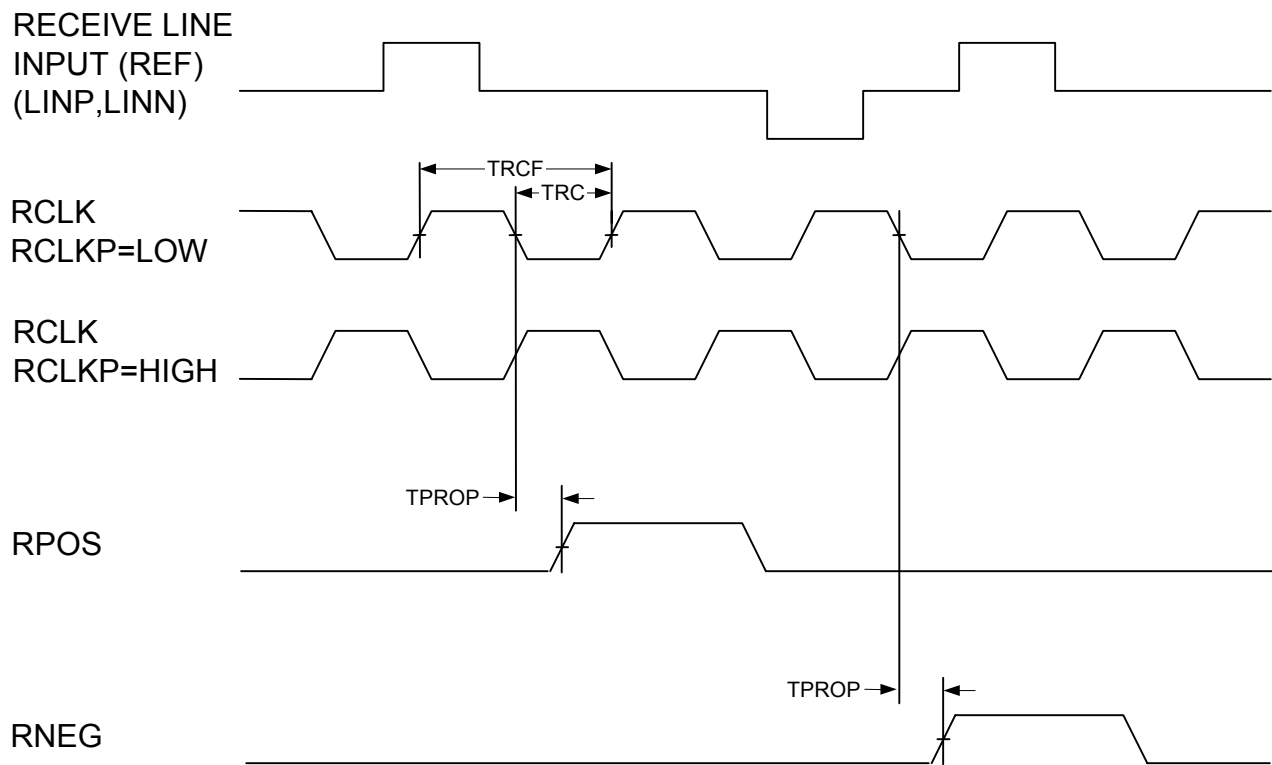 RECEIVE LINE
INPUT (REF)
(LINP,LINN)
TRCF
TRC
RCLK
RCLKP=LOW
RCLK
RCLKP=HIGH
TPROP
RPOS
TPROP
RNEG